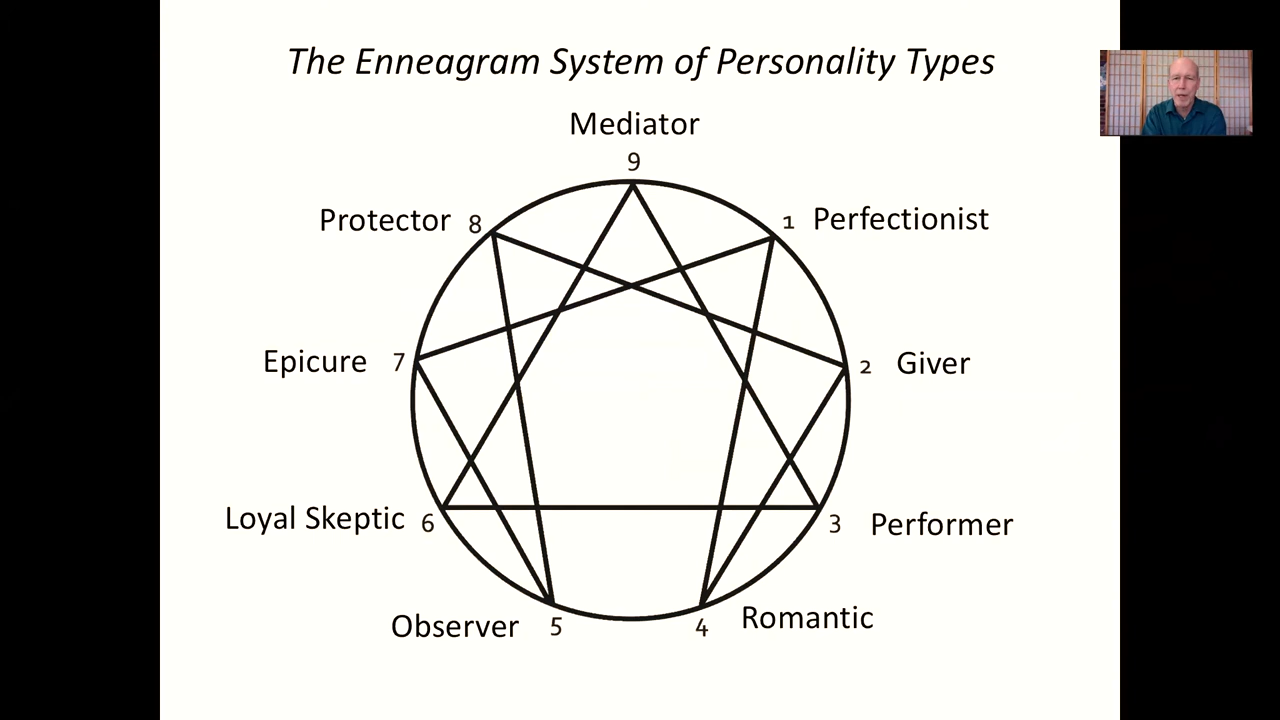 The Enneagram System of Personality Types
Mediator
9
Protector 8
1 Perfectionist
Epicure 7
2 Giver
Loyal Skeptic 6
3 Performer
Observer 5
4 Romantic